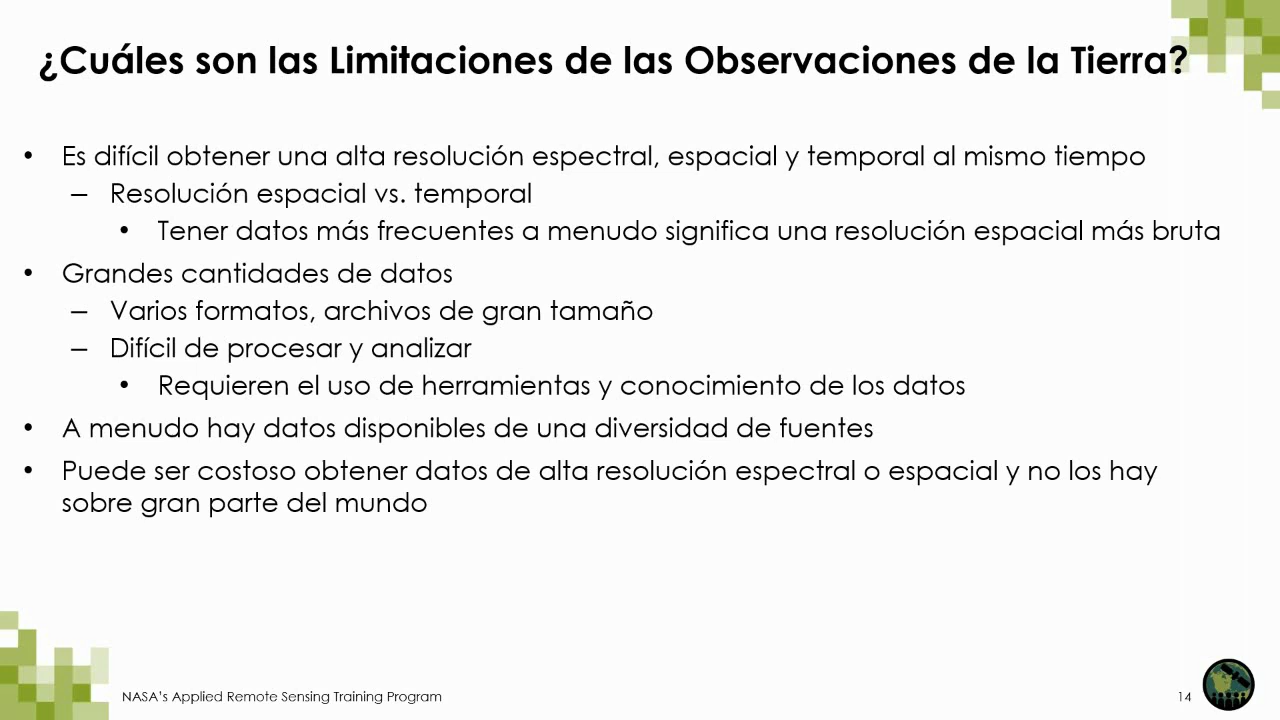 ¿Cuáles son las Limitaciones de las Observaciones de la Tierra?
• Es difícil obtener una alta resolución espectral, espacial y temporal al mismo tiempo
– Resolución espacial vs. temporal
• Tener datos más frecuentes a menudo significa una resolución espacial más bruta
• Grandes cantidades de datos
– Varios formatos, archivos de gran tamaño
– Difícil de procesar y analizar
• Requieren el uso de herramientas y conocimiento de los datos
• A menudo hay datos disponibles de una diversidad de fuentes
• Puede ser costoso obtener datos de alta resolución espectral o espacial y no los hay
sobre gran parte del mundo
NASA's Applied Remote Sensing Training Program
14